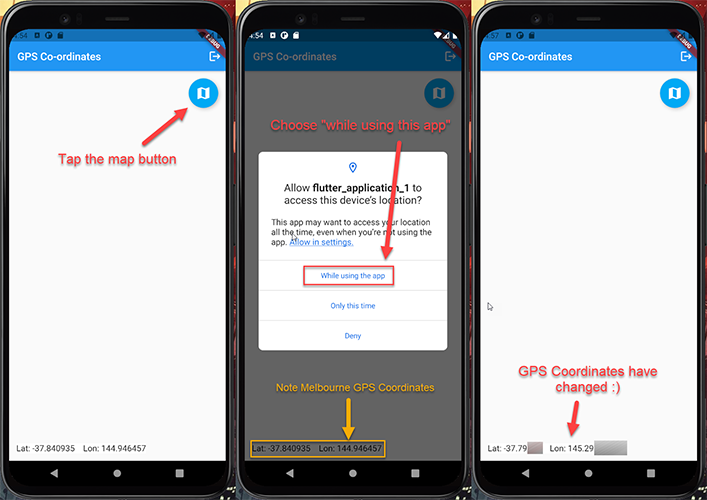 4:54
DEBUG
GPS Co-ordinates
Tap the map button
Lat: -37.840935 Lon: 144.946457
4:54
GPS Co-ordinates
Choose "while using this app"
Allow flutter_application_1 to
access this device's location?
This app may want to access your location
all the time, even when you're not using the
app. Allow in settings.
While using the app
Only this time
Deny
Note Melbourne GPS Coordinates
Lat: -37.840935 Lon: 144.946457
4:57
DEBUG
GPS Co-ordinates
GPS Coordinates have
changed :)
Lat: -37.79 Lon: 145.29